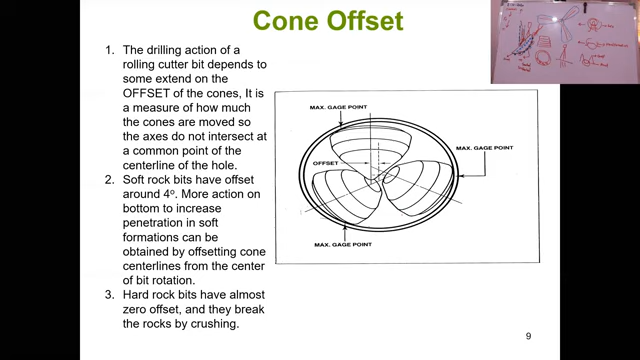 Cone Offset
1. The drilling action of a
rolling cutter bit depends to
some extend on the
OFFSET of the cones, It is
a measure of how much
the cones are moved so
the axes do not intersect at
a common point of the
centerline of the hole.
2. Soft rock bits have offset
around 4º. More action on
bottom to increase
penetration in soft
formations can be
obtained by offsetting cone
centerlines from the center
of bit rotation.
3. Hard rock bits have almost
zero offset, and they break
the rocks by crushing.
MAX. GAGE POINT
MAX. GAGE POINT
OFFSET
MAX. GAGE POINT
9